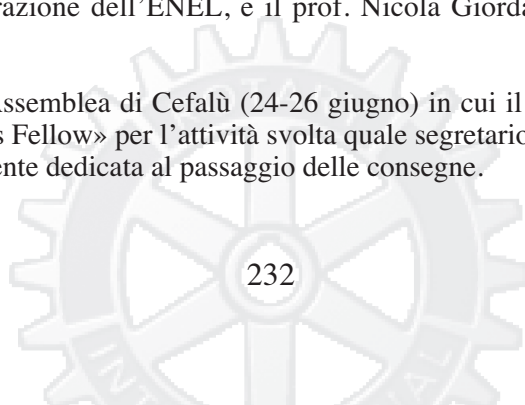 razione dell’ENEL, e il prof. Nicola Giorda
ssemblea di Cefalù (24-26 giugno) in cui il
s Fellow» per l’attività svolta quale segretario
ente dedicata al passaggio delle consegne.
232